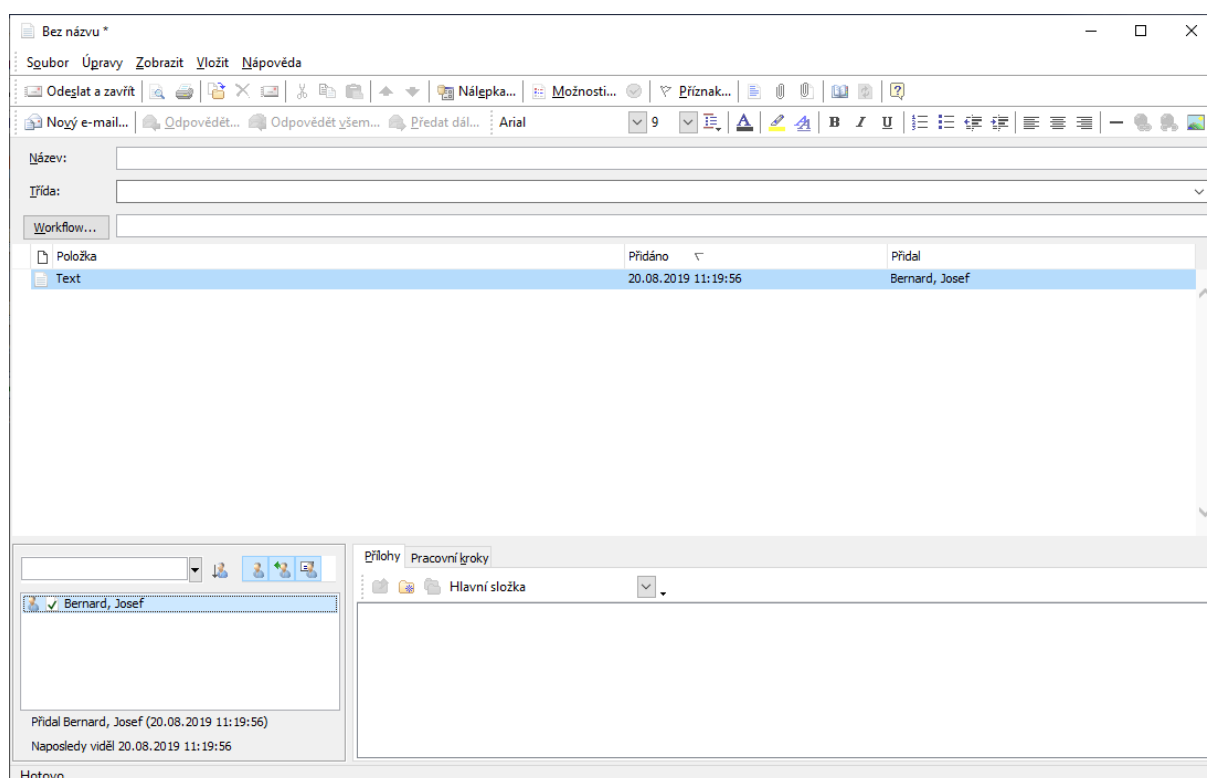 Bez názvu *
Soubor Úpravy Zobrazit Vložit Nápověda
Odeslat a zavřít Nálepka... Možnosti... Příznak...
Nový e-mail... Odpovědět... Odpovědět všem... Předat dál... Arial 9 B I U
Název:
Třída:
Workflow...
Položka Přidáno Přidal
Text 20.08.2019 11:19:56 Bernard, Josef
Přílohy Pracovní kroky
Hlavní složka
Bernard, Josef
Přidal Bernard, Josef (20.08.2019 11:19:56)
Naposledy viděl 20.08.2019 11:19:56
Hotovo